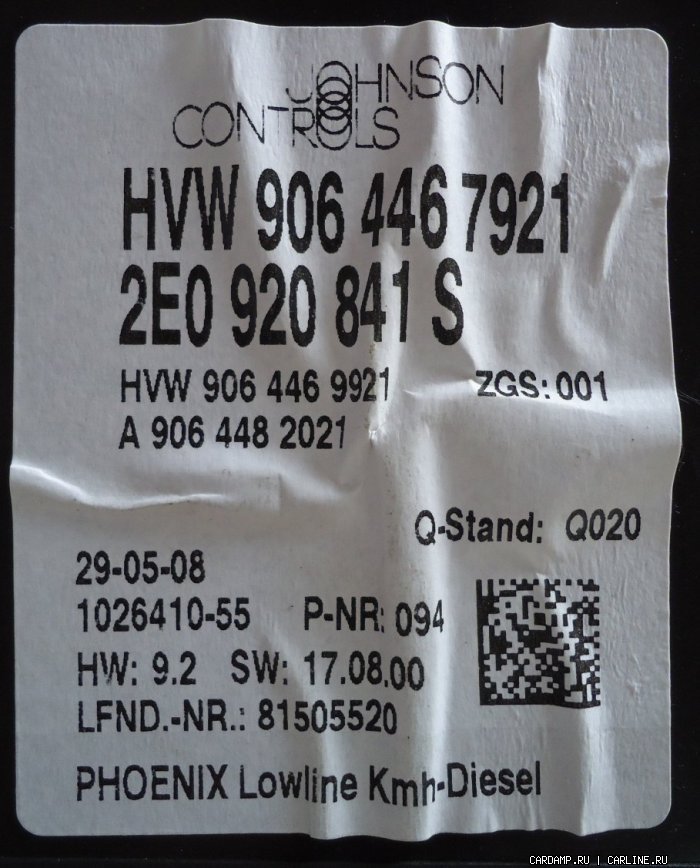 JOHNSON
CONTROLS
HVW 906 446 7921
2E0 920 841 S
HVW 906 446 9921 ZGS: 001
A 906 448 2021
Q-Stand: Q020
29-05-08
1026410-55 P-NR: 094
HW: 9.2 SW: 17.08.00
LFND.-NR.: 81505520
PHOENIX Lowline Kmh-Diesel
CARDAMP.RU | CARLINE.RU